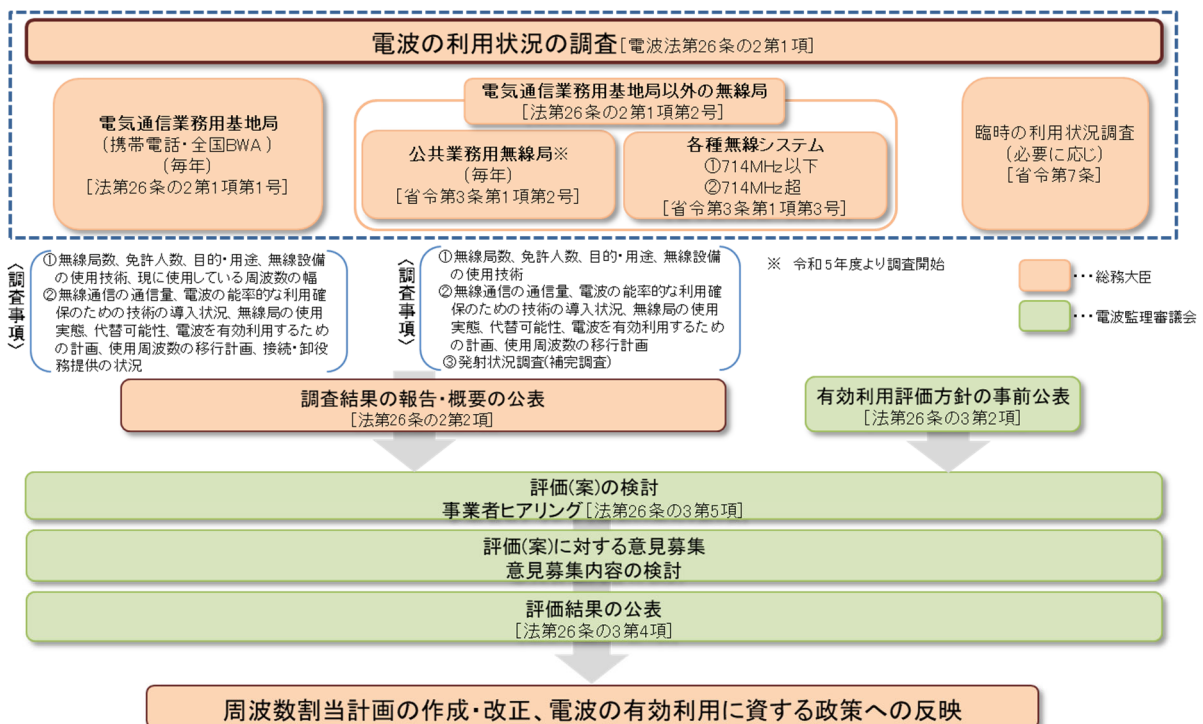 電波の利用状況の調査[電波法第26条の2第1項]
電気通信業務用基地局
(携帯電話・全国BWA)
(毎年)
[法第26条の2第1項第1号]
電気通信業務用基地局以外の無線局
[法第26条の2第1項第2号]
公共業務用無線局※
(毎年)
[省令第3条第1項第2号]
各種無線システム
①714MHz以下
②714MHz超
[省令第3条第1項第3号]
臨時の利用状況調査
(必要に応じ)
[省令第7条]
〈調査事項〉
①無線局数、免許人数、目的・用途、無線設備
の使用技術、現に使用している周波数の幅
②無線通信の通信量、電波の能率的な利用確
保のための技術の導入状況、無線局の使用
実態、代替可能性、電波を有効利用するため
の計画、使用周波数の移行計画、接続・卸役
務提供の状況
〈調査事項〉
①無線局数、免許人数、目的・用途、無線設備
の使用技術
②無線通信の通信量、電波の能率的な利用確
保のための技術の導入状況、無線局の使用
実態、代替可能性、電波を有効利用するため
の計画、使用周波数の移行計画
③発射状況調査(補完調査)
※ 令和5年度より調査開始
・・・総務大臣
・・・電波監理審議会
調査結果の報告・概要の公表
[法第26条の2第2項]
有効利用評価方針の事前公表
[法第26条の3第2項]
評価(案)の検討
事業者ヒアリング[法第26条の3第5項]
評価(案)に対する意見募集
意見募集内容の検討
評価結果の公表
[法第26条の3第4項]
周波数割当計画の作成・改正、電波の有効利用に資する政策への反映